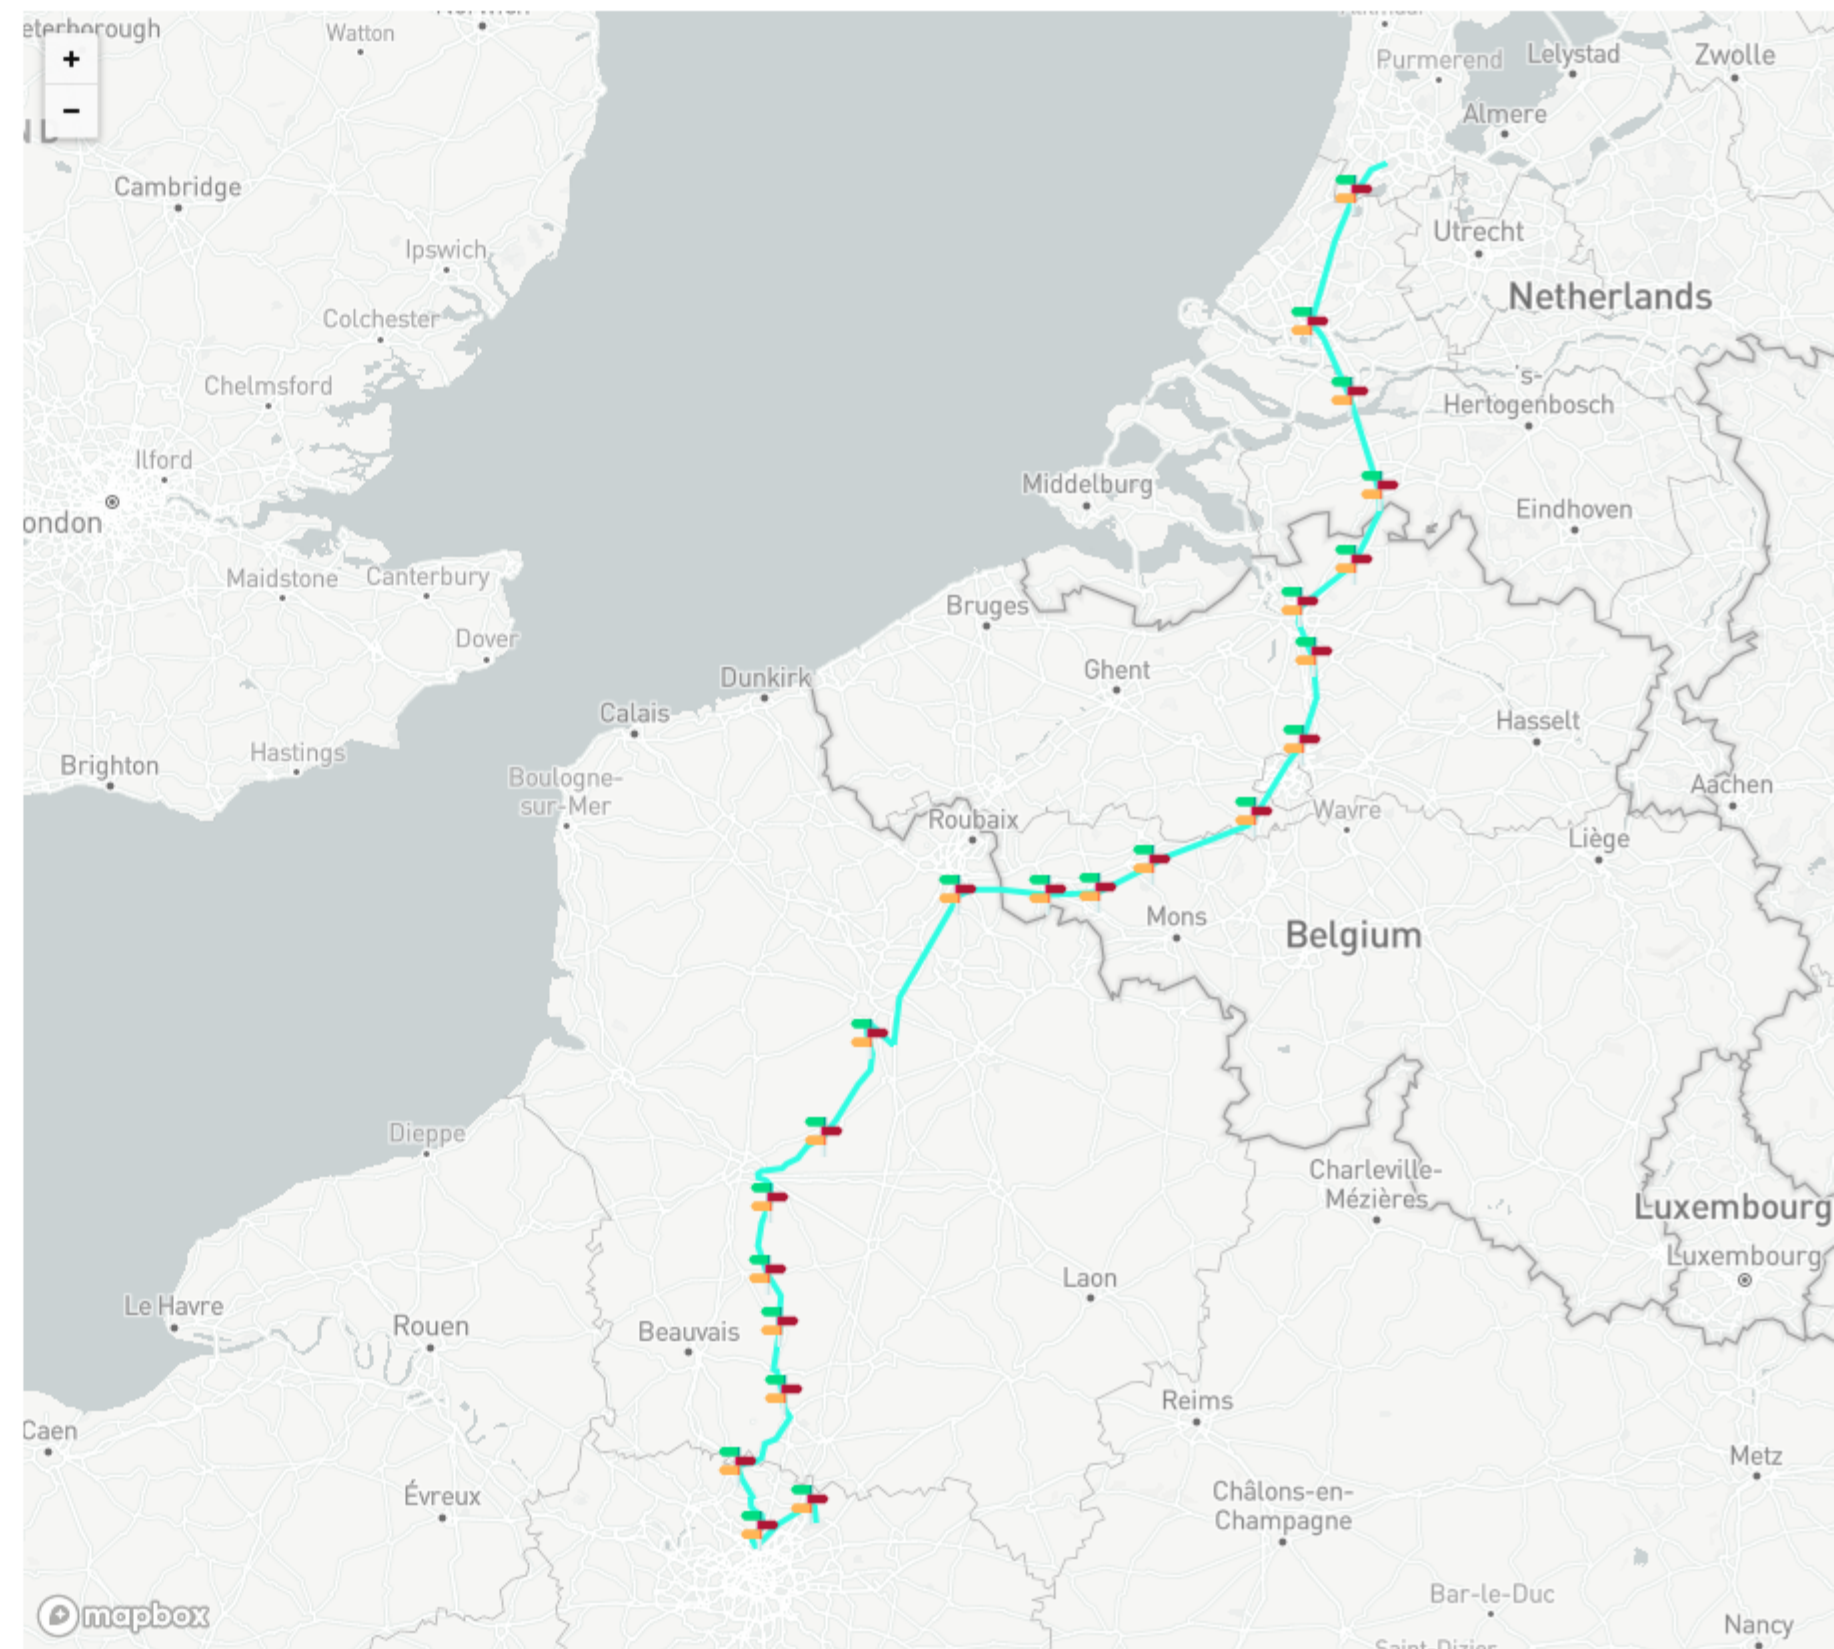 eterborough
Watton
Purmerend
Lelystad
Zwolle
+
-
Almere
Cambridge
Utrecht
Ipswich
Netherlands
Colchester
Chelmsford
's-
Hertogenbosch
Ilford
Middelburg
Eindhoven
ondon
Maidstone
Canterbury
Bruges
Dover
Ghent
Dunkirk
Calais
Hasselt
Hastings
Brighton
Boulogne-
sur-Mer
Aachen
Wavre
Roubaix
Liège
Mons
Belgium
Dieppe
Charleville-
Mézières
Luxembourg
Luxembourg
Laon
Le Havre
Rouen
Beauvais
Reims
Caen
Metz
Évreux
Châlons-en-
Champagne
Bar-le-Duc
mapbox
Nancy